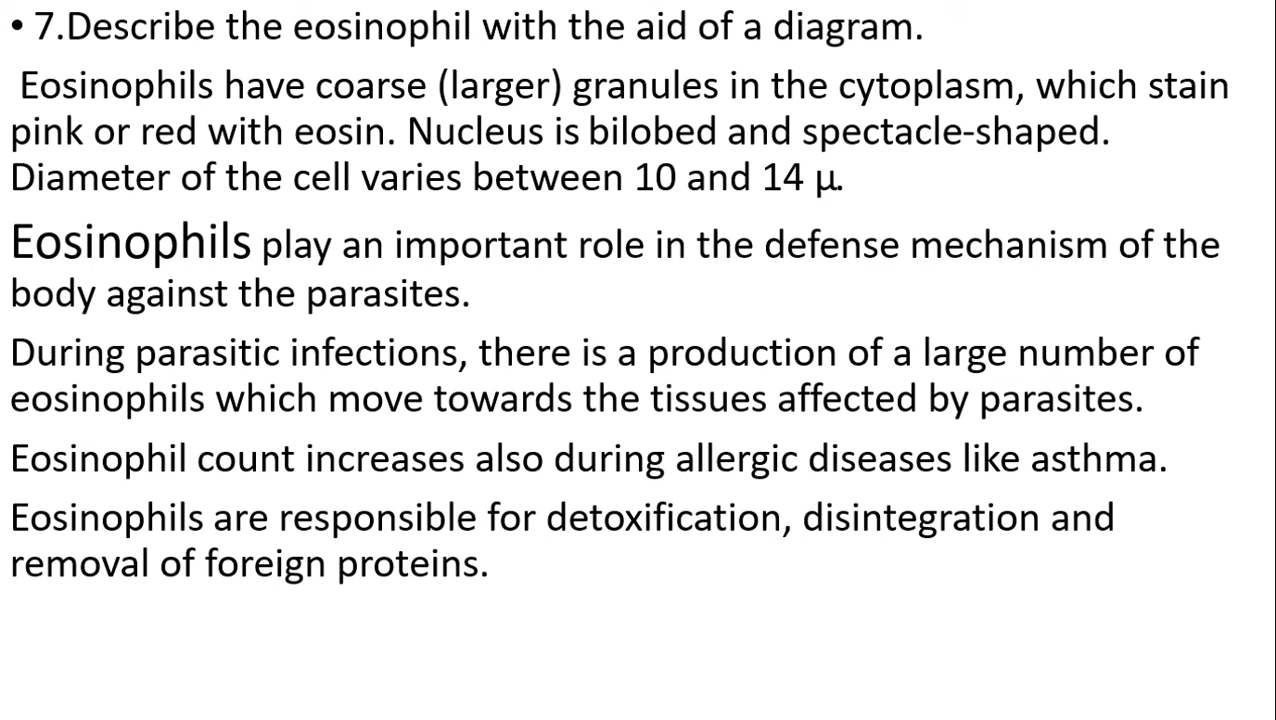 • 7.Describe the eosinophil with the aid of a diagram.
Eosinophils have coarse (larger) granules in the cytoplasm, which stain
pink or red with eosin. Nucleus is bilobed and spectacle-shaped.
Diameter of the cell varies between 10 and 14 µ.
Eosinophils play an important role in the defense mechanism of the
body against the parasites.
During parasitic infections, there is a production of a large number of
eosinophils which move towards the tissues affected by parasites.
Eosinophil count increases also during allergic diseases like asthma.
Eosinophils are responsible for detoxification, disintegration and
removal of foreign proteins.